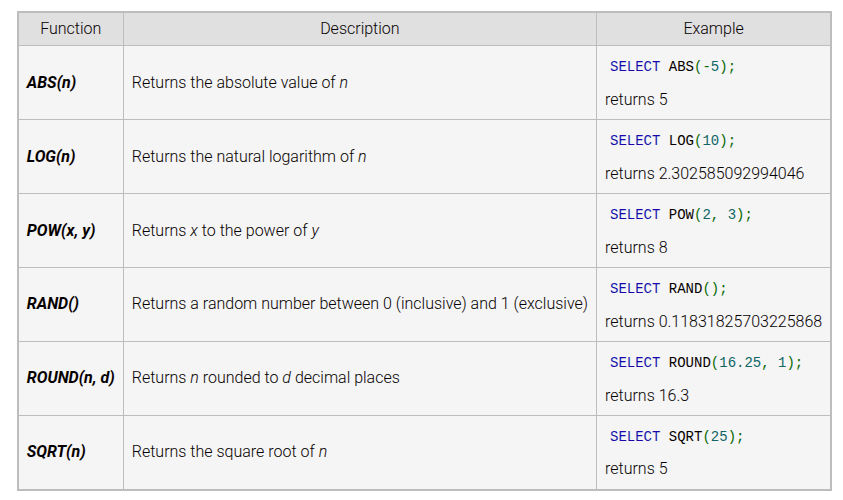 Function Description Example
ABS(n) Returns the absolute value of n SELECT ABS(-5);
returns 5
LOG(n) Returns the natural logarithm of n SELECT LOG(10);
returns 2.302585092994046
POW(x, y) Returns x to the power of y SELECT POW(2, 3);
returns 8
RAND() Returns a random number between 0 (inclusive) and 1 (exclusive) SELECT RAND();
returns 0.11831825703225868
ROUND(n, d) Returns n rounded to d decimal places SELECT ROUND(16.25, 1);
returns 16.3
SQRT(n) Returns the square root of n SELECT SQRT(25);
returns 5